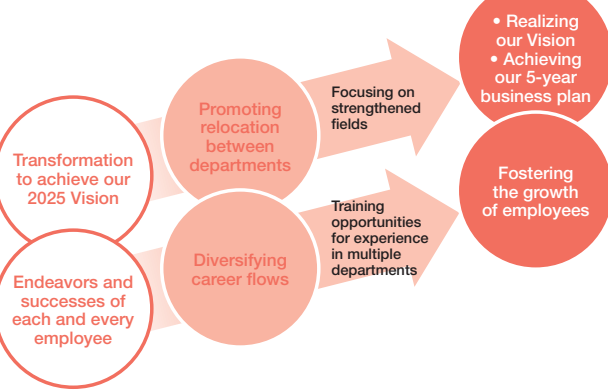 Transformation
to achieve our
2025 Vision
Endeavors and
successes of
each and every
employee
Promoting
relocation
between
departments
Diversifying
career flows
Focusing on
strengthened
fields
Training
opportunities
for experience
in multiple
departments
• Realizing
our Vision
• Achieving
our 5-year
business plan
Fostering
the growth
of employees